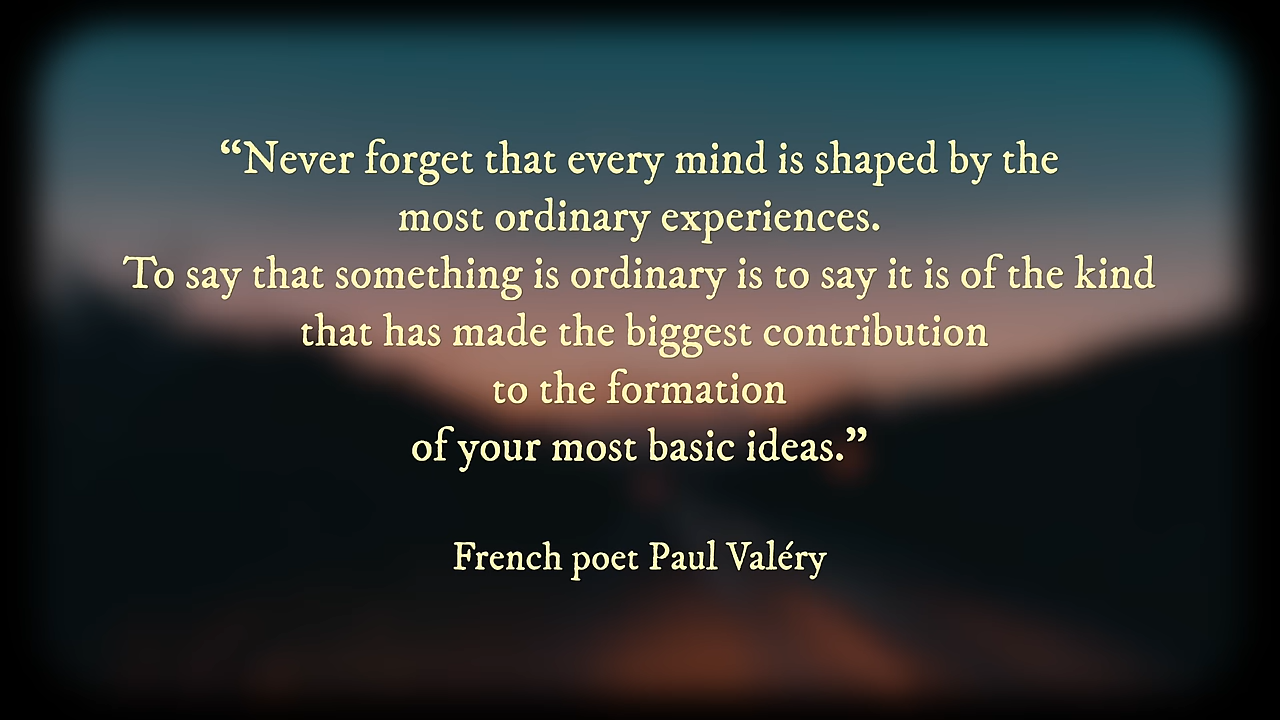 “Never forget that every mind is shaped by the
most ordinary experiences.
To say that something is ordinary is to say it is of the kind
that has made the biggest contribution
to the formation
of your most basic ideas.”
French poet Paul Valéry